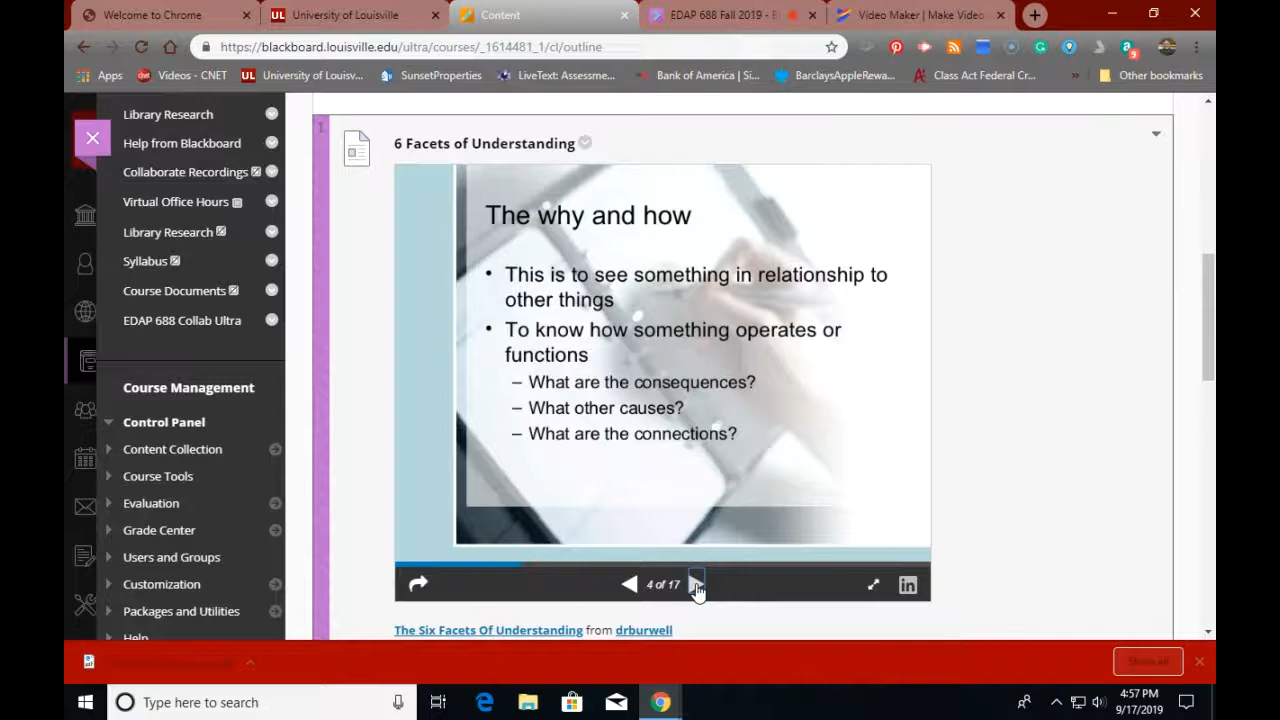 Welcome to Chrome
University of Louisville
Content
EDAP 688 Fall 2019 - B
Video Maker | Make Video
https://blackboard.louisville.edu/ultra/courses/_1614481_1/cl/outline
Apps
Videos - CNET
University of Louisv...
SunsetProperties
LiveText: Assessme...
Bank of America | Si...
BarclaysAppleRewa...
Class Act Federal Cr...
Other bookmarks
Library Research
Help from Blackboard
Collaborate Recordings
Virtual Office Hours
Library Research
Syllabus
Course Documents
EDAP 688 Collab Ultra
Course Management
Control Panel
Content Collection
Course Tools
Evaluation
Grade Center
Users and Groups
Customization
Packages and Utilities
Help
6 Facets of Understanding
The why and how
• This is to see something in relationship to
other things
• To know how something operates or
functions
– What are the consequences?
– What other causes?
– What are the connections?
4 of 17
The Six Facets Of Understanding from drburwell
Show all
Type here to search
4:57 PM
9/17/2019